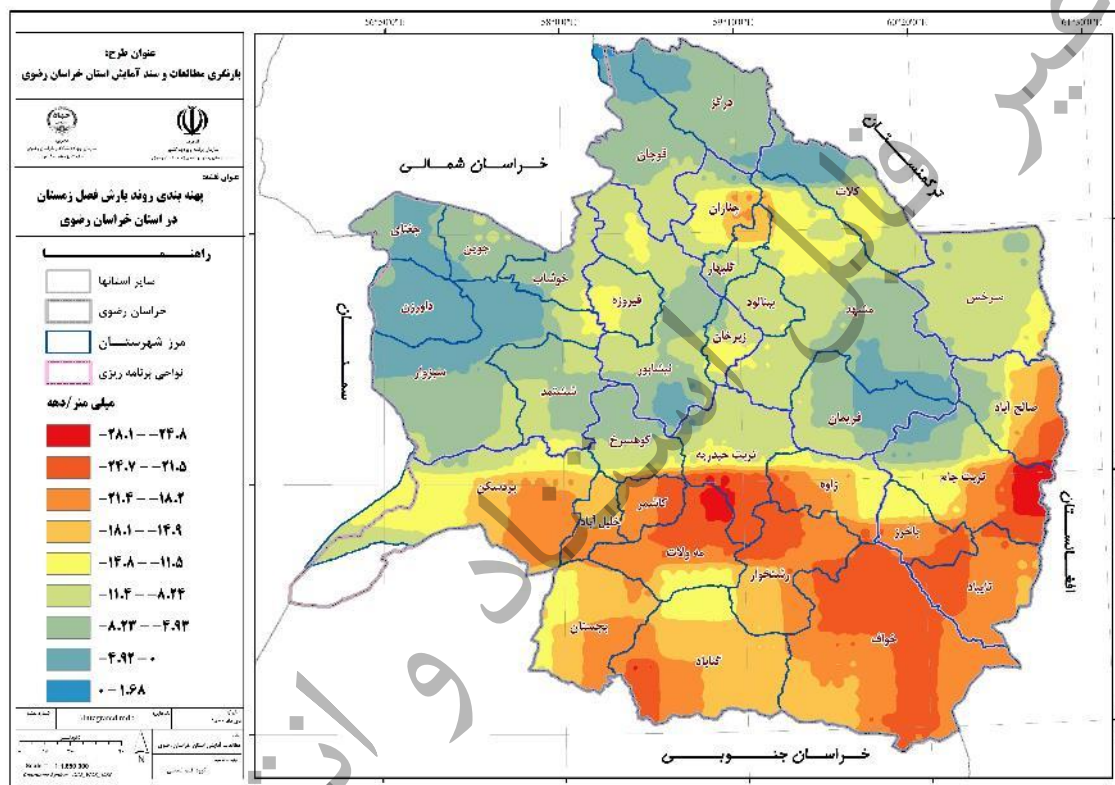 عنوان طرح:
بازنگری مطالعات و سند آمایش استان خراسان رضوی
عنوان نقشه:
پهنه بندی روند بارش فصل زمستان
در استان خراسان رضوی
راهنما
سایر استانها
خراسان رضوی
مرز شهرستان
نواحی برنامه ریزی
میلی متر/دهه
-۲۸.۱ - -۲۴.۸
-۲۴.۷ - -۲۱.۵
-۲۱.۴ - -۱۸.۲
-۱۸.۱ - -۱۴.۹
-۱۴.۸ - -۱۱.۵
-۱۱.۴ - -۸.۲۴
-۸.۲۳ - -۴.۹۳
-۴.۹۲ - ۰
۰ - ۱.۶۸
N
خراسان شمالی
ترکمنستان
سمنان
افغانستان
خراسان جنوبی
درگز
قوچان
کلات
چناران
جغتای
جوین
گلبهار
خوشاب
سرخس
داورزن
فیروزه
بینالود
مشهد
زبرخان
سبزوار
نیشابور
ششتمد
فریمان
صالح آباد
کوهسرخ
تربت حیدریه
تربت جام
بردسکن
زاوه
کاشمر
خلیل آباد
باخرز
مه ولات
رشتخوار
تایباد
بجستان
خواف
گناباد
غیر قابل استناد و